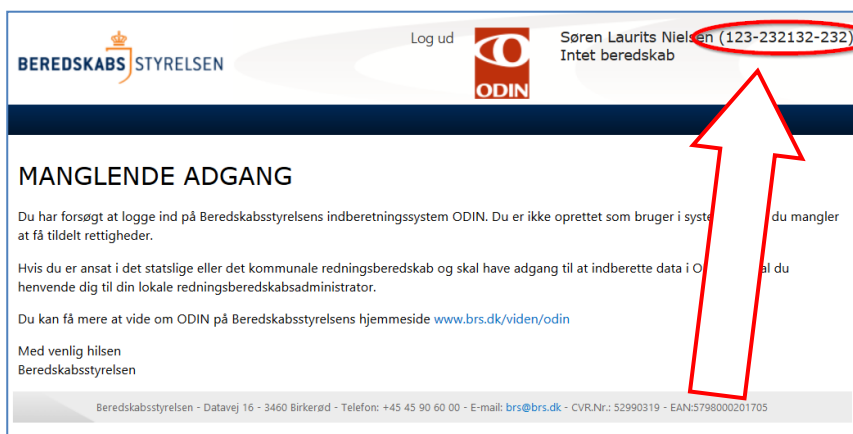 BEREDSKABS STYRELSEN
Log ud
ODIN
Søren Laurits Nielsen (123-232132-232)
Intet beredskab
MANGLENDE ADGANG
Du har forsøgt at logge ind på Beredskabsstyrelsens indberetningssystem ODIN. Du er ikke oprettet som bruger i syste du mangler
at få tildelt rettigheder.
Hvis du er ansat i det statslige eller det kommunale redningsberedskab og skal have adgang til at indberette data i O al du
henvende dig til din lokale redningsberedskabsadministrator.
Du kan få mere at vide om ODIN på Beredskabsstyrelsens hjemmeside www.brs.dk/viden/odin
Med venlig hilsen
Beredskabsstyrelsen
Beredskabsstyrelsen - Datavej 16 - 3460 Birkerød - Telefon: +45 45 90 60 00 - E-mail: brs@brs.dk - CVR.Nr.: 52990319 - EAN:5798000201705